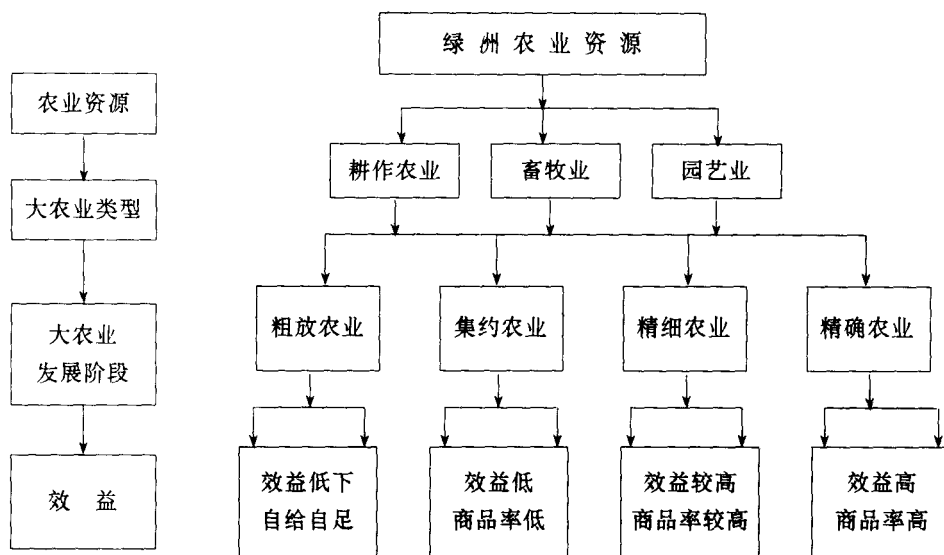 绿洲农业资源
农业资源
耕作农业
畜牧业
园艺业
大农业类型
大农业
发展阶段
粗放农业
集约农业
精细农业
精确农业
效益
效益低下
自给自足
效益低
商品率低
效益较高
商品率较高
效益高
商品率高